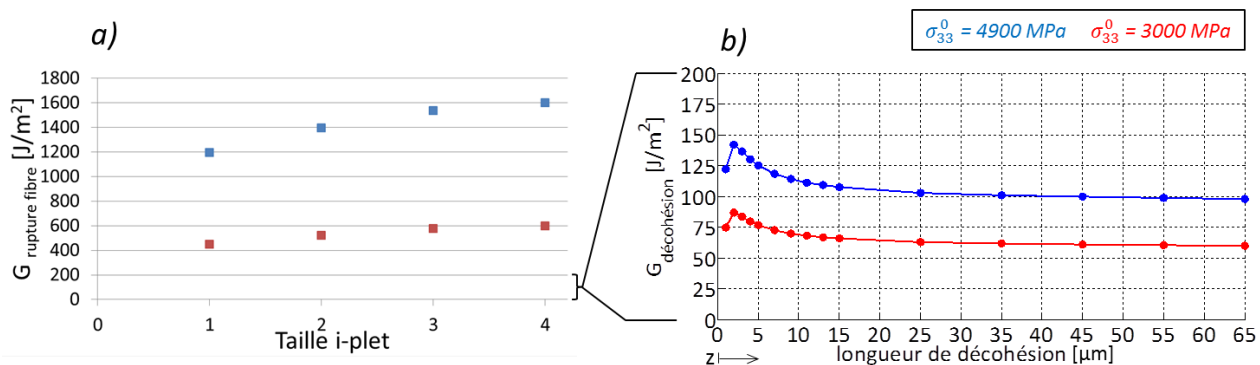 a)
G rupture fibre [J/m²]
1800
1600
1400
1200
1000
800
600
400
200
0
0 1 2 3 4
Taille i-plet
b)
σ⁰₃₃ = 4900 MPa σ⁰₃₃ = 3000 MPa
G décohésion [J/m²]
200
175
150
125
100
75
50
25
0
0 5 10 15 20 25 30 35 40 45 50 55 60 65
z
longueur de décohésion [µm]